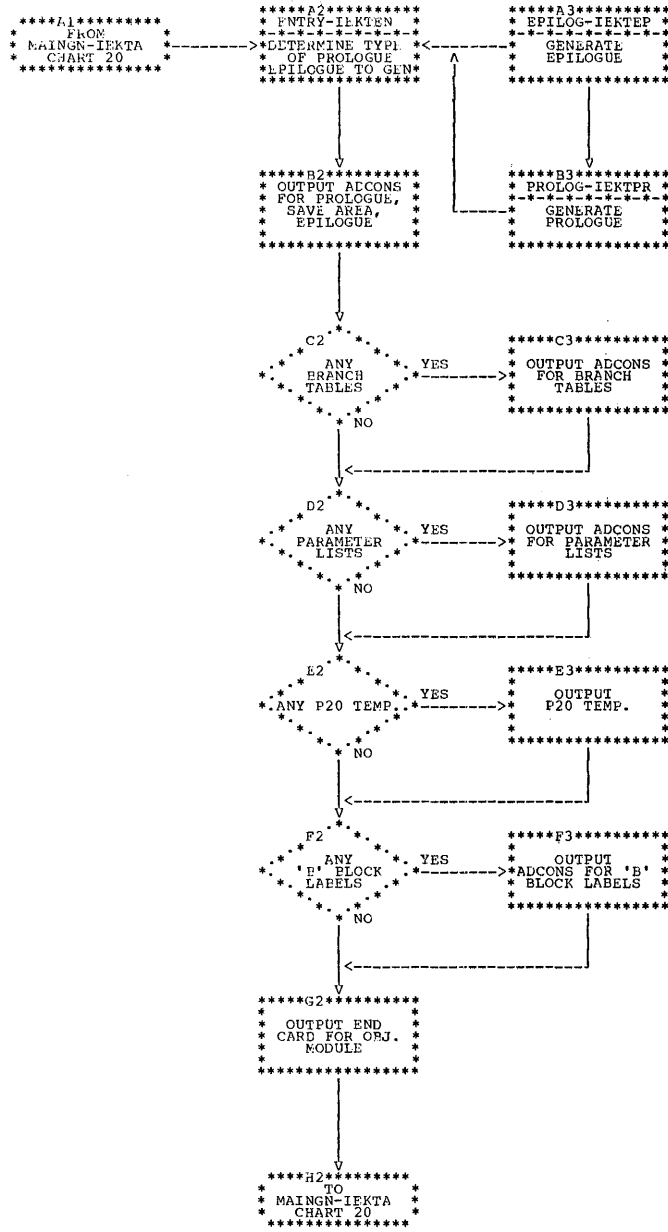 A1
FROM
MAINGN-IEKTA
CHART 20
A2
ENTRY-IEKTEN
DETERMINE TYPE
OF PROLOGUE
EPILOGUE TO GEN
A3
EPILOG-IEKTEP
GENERATE
EPILOGUE
B2
OUTPUT ADCONS
FOR PROLOGUE,
SAVE AREA,
EPILOGUE
B3
PROLOG-IEKTPR
GENERATE
PROLOGUE
C2
ANY
BRANCH
TABLES
YES
NO
C3
OUTPUT ADCONS
FOR BRANCH
TABLES
D2
ANY
PARAMETER
LISTS
YES
NO
D3
OUTPUT ADCONS
FOR PARAMETER
LISTS
E2
ANY P20 TEMP.
YES
NO
E3
OUTPUT
P20 TEMP.
F2
ANY
'B' BLOCK
LABELS
YES
NO
F3
OUTPUT
ADCONS FOR 'B'
BLOCK LABELS
G2
OUTPUT END
CARD FOR OBJ.
MODULE
H2
TO
MAINGN-IEKTA
CHART 20